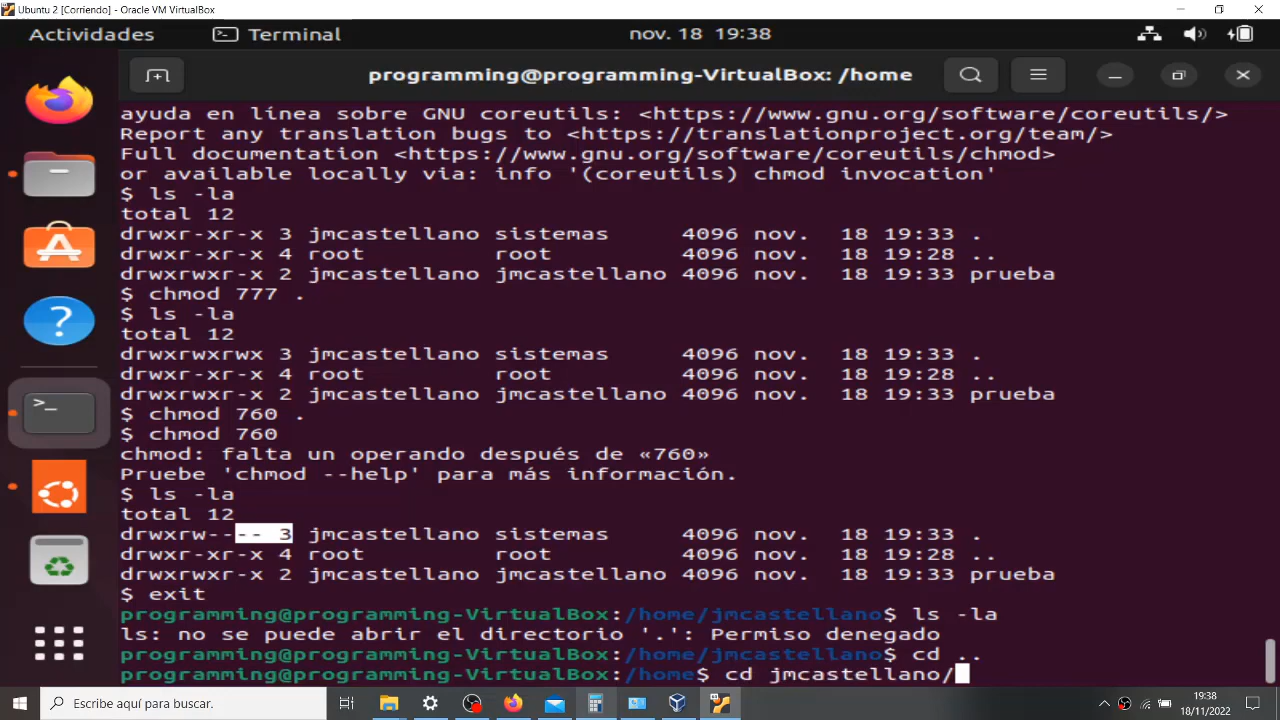 Ubuntu 2 [Corriendo] - Oracle VM VirtualBox
Actividades Terminal nov. 18 19:38
programming@programming-VirtualBox: /home
ayuda en línea sobre GNU coreutils: <https://www.gnu.org/software/coreutils/>
Report any translation bugs to <https://translationproject.org/team/>
Full documentation <https://www.gnu.org/software/coreutils/chmod>
or available locally via: info '(coreutils) chmod invocation'
$ ls -la
total 12
drwxr-xr-x 3 jmcastellano sistemas 4096 nov. 18 19:33 .
drwxr-xr-x 4 root root 4096 nov. 18 19:28 ..
drwxrwxr-x 2 jmcastellano jmcastellano 4096 nov. 18 19:33 prueba
$ chmod 777 .
$ ls -la
total 12
drwxrwxrwx 3 jmcastellano sistemas 4096 nov. 18 19:33 .
drwxr-xr-x 4 root root 4096 nov. 18 19:28 ..
drwxrwxr-x 2 jmcastellano jmcastellano 4096 nov. 18 19:33 prueba
$ chmod 760 .
$ chmod 760
chmod: falta un operando después de «760»
Pruebe 'chmod --help' para más información.
$ ls -la
total 12
drwxrw---- 3 jmcastellano sistemas 4096 nov. 18 19:33 .
drwxr-xr-x 4 root root 4096 nov. 18 19:28 ..
drwxrwxr-x 2 jmcastellano jmcastellano 4096 nov. 18 19:33 prueba
$ exit
programming@programming-VirtualBox:/home/jmcastellano$ ls -la
ls: no se puede abrir el directorio '.': Permiso denegado
programming@programming-VirtualBox:/home/jmcastellano$ cd ..
programming@programming-VirtualBox:/home$ cd jmcastellano/
Escribe aquí para buscar.
19:38
18/11/2022